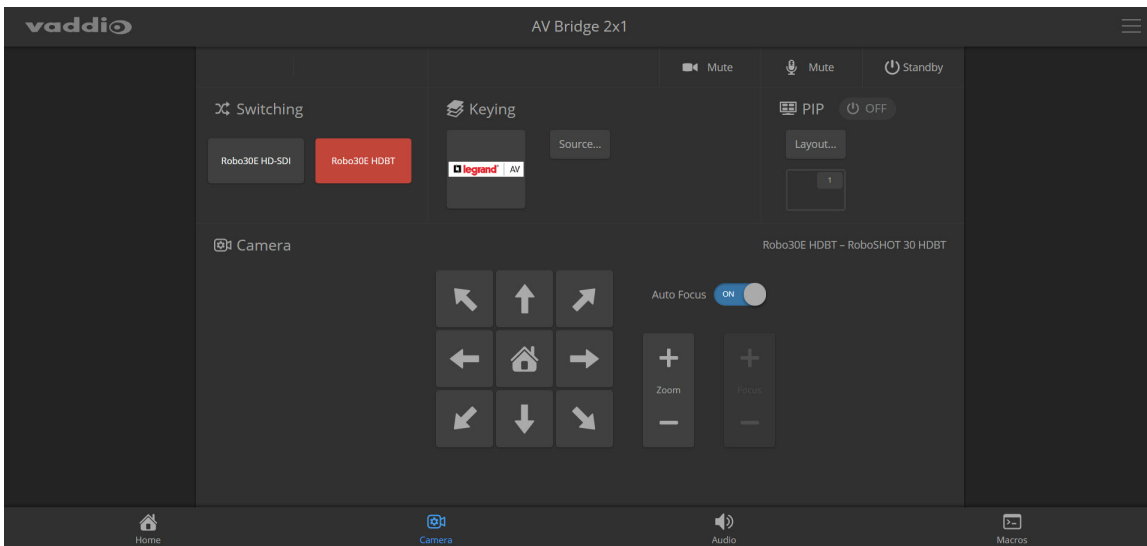 vaddio
AV Bridge 2x1
Mute
Mute
Standby
Switching
Keying
PIP
OFF
Robo30E HD-SDI
Robo30E HDBT
legrand AV
Source...
Layout...
1
Camera
Robo30E HDBT – RoboSHOT 30 HDBT
Auto Focus
ON
Zoom
Focus
Home
Camera
Audio
Macros